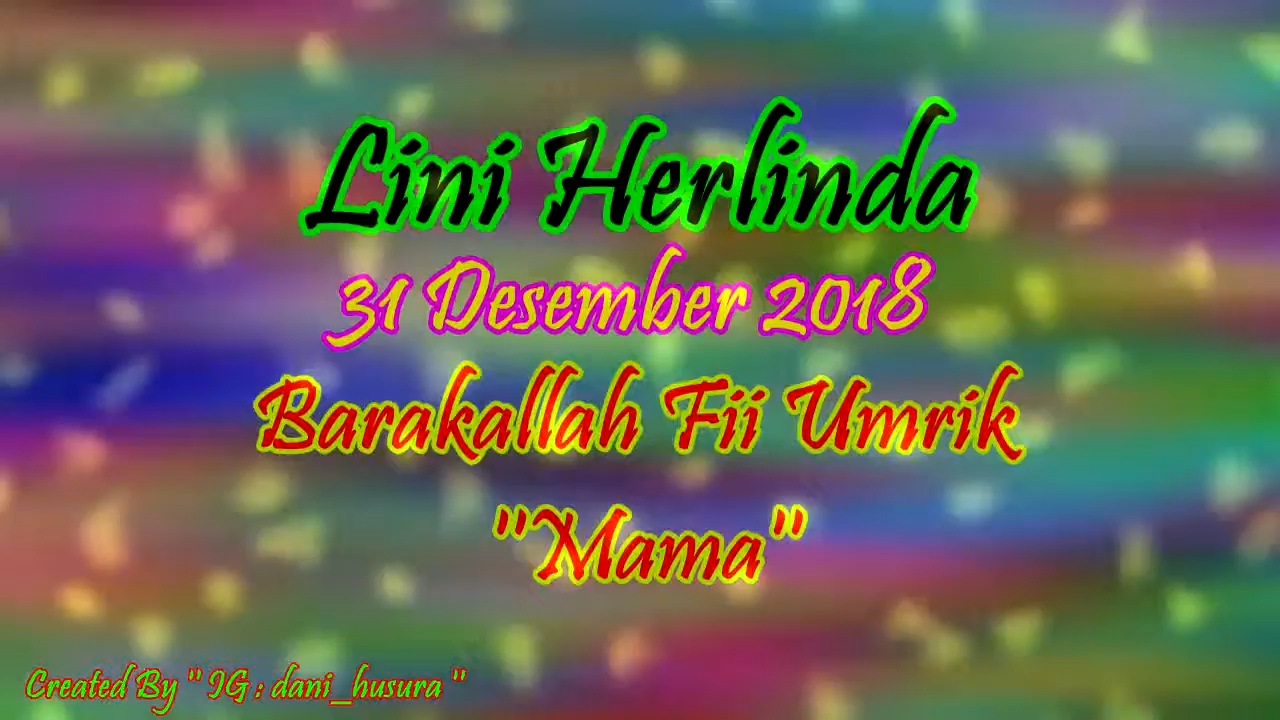 Lini Herlinda
31 Desember 2018
Barakallah Fii Umrik
"Mama"
Created By " IG : dani_husura "